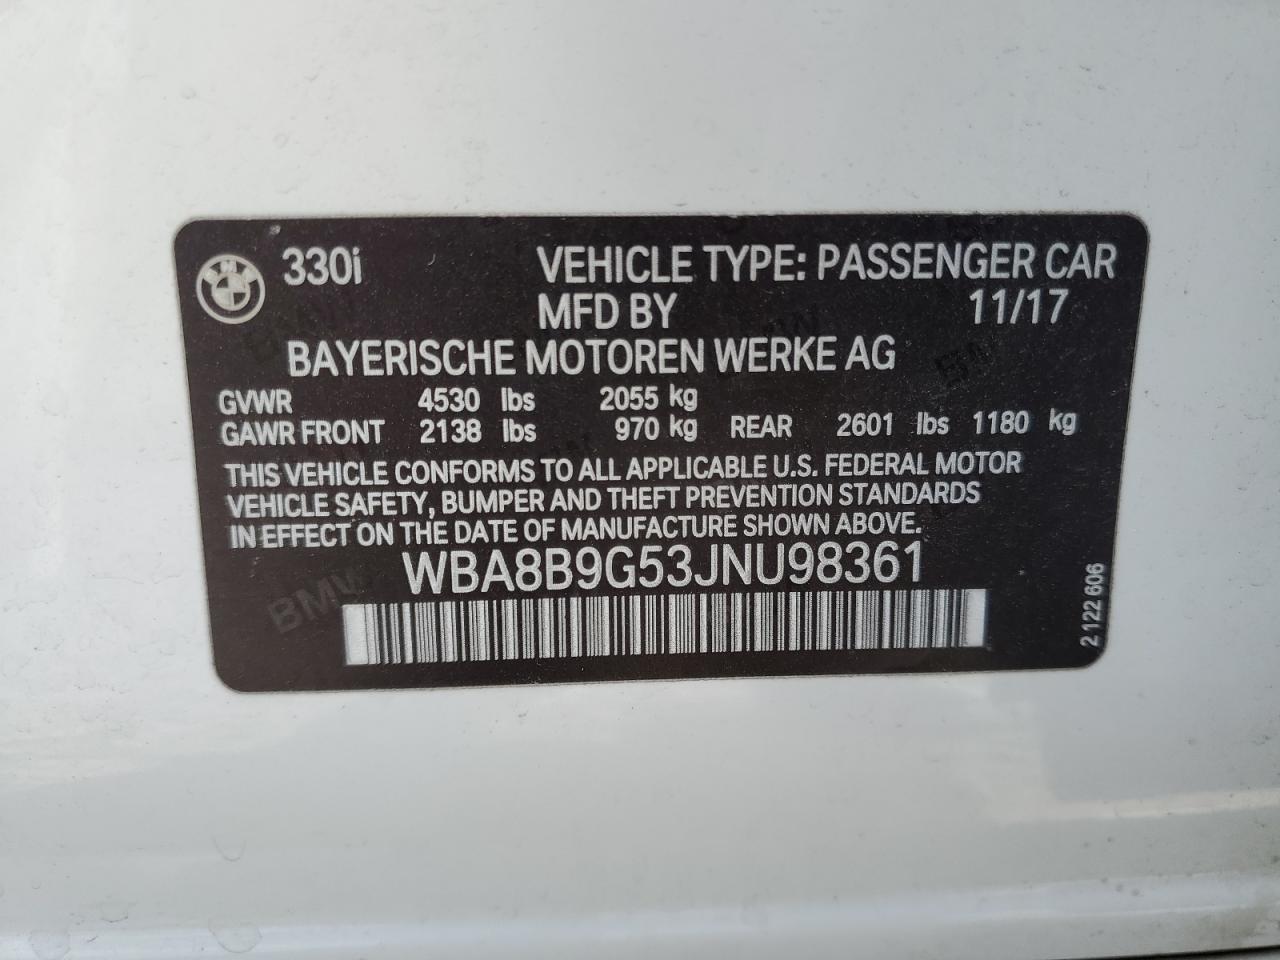 BMW 330i VEHICLE TYPE: PASSENGER CAR
MFD BY 11/17
BAYERISCHE MOTOREN WERKE AG
GVWR 4530 lbs 2055 kg
GAWR FRONT 2138 lbs 970 kg REAR 2601 lbs 1180 kg
THIS VEHICLE CONFORMS TO ALL APPLICABLE U.S. FEDERAL MOTOR
VEHICLE SAFETY, BUMPER AND THEFT PREVENTION STANDARDS
IN EFFECT ON THE DATE OF MANUFACTURE SHOWN ABOVE.
WBA8B9G53JNU98361
2 122 606